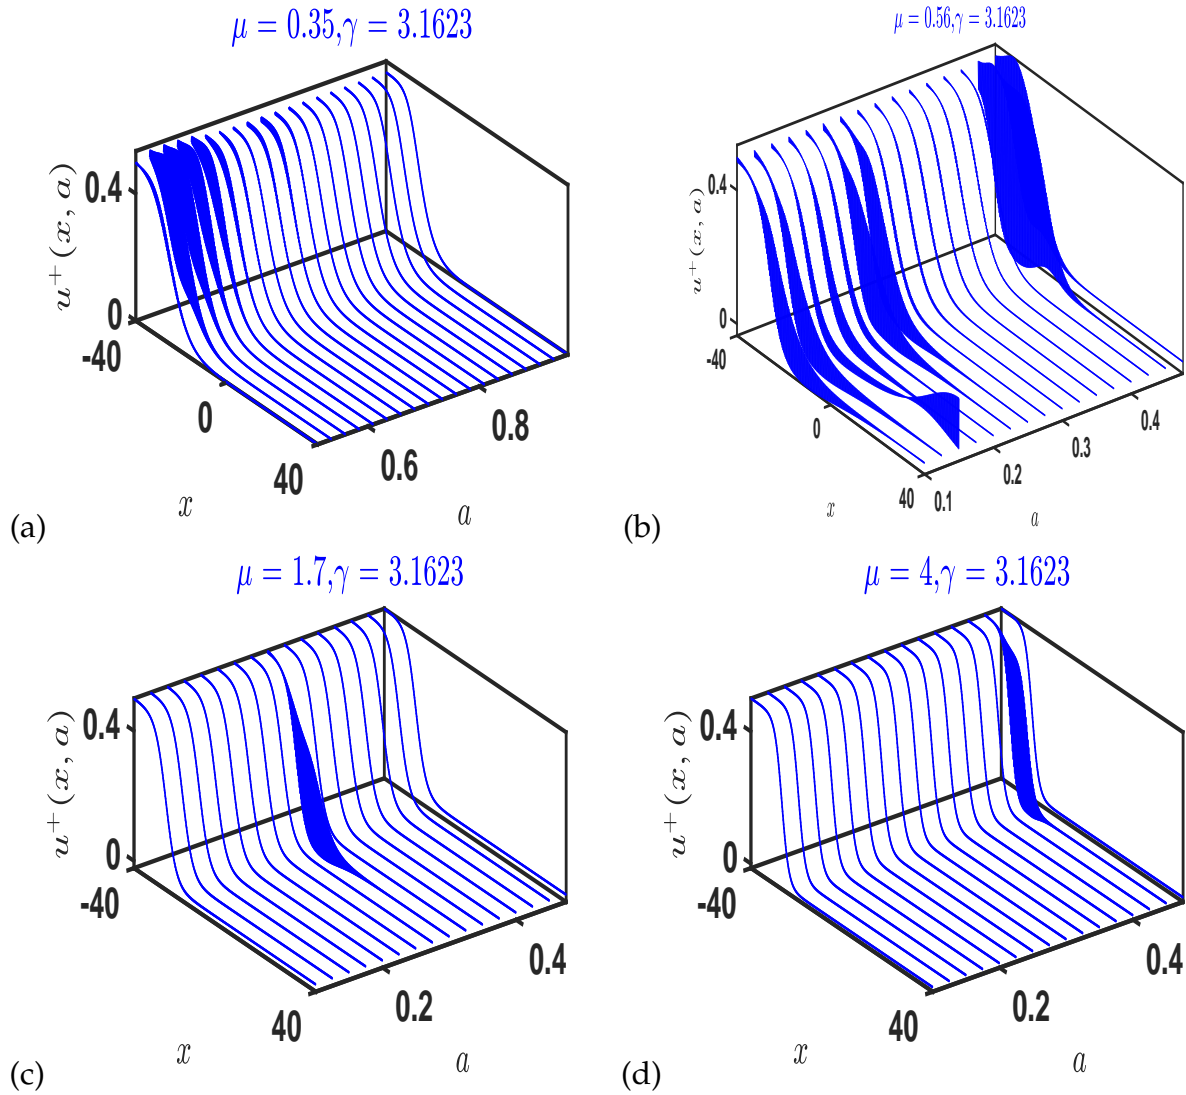 μ = 0.35,γ = 3.1623
u⁺(x, a)
0.4
0
-40
0
40
x
0.6
0.8
a
(a)
μ = 0.56,γ = 3.1623
u⁺(x, a)
0.4
0
-40
0
40
x
0.1
0.2
0.3
0.4
a
(b)
μ = 1.7,γ = 3.1623
u⁺(x, a)
0.4
0
-40
40
x
0.2
0.4
a
(c)
μ = 4,γ = 3.1623
u⁺(x, a)
0.4
0
-40
40
x
0.2
0.4
a
(d)